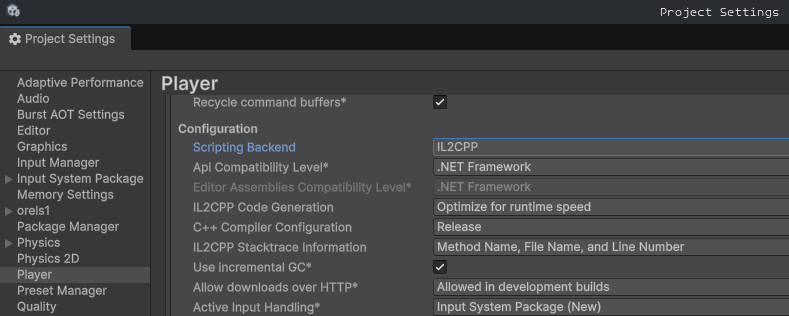 Project Settings
Project Settings
Adaptive Performance
Audio
Burst AOT Settings
Editor
Graphics
Input Manager
Input System Package
Memory Settings
orels1
Package Manager
Physics
Physics 2D
Player
Preset Manager
Quality
Player
Recycle command buffers*
Configuration
Scripting Backend IL2CPP
Api Compatibility Level* .NET Framework
Editor Assemblies Compatibility Level* .NET Framework
IL2CPP Code Generation Optimize for runtime speed
C++ Compiler Configuration Release
IL2CPP Stacktrace Information Method Name, File Name, and Line Number
Use incremental GC*
Allow downloads over HTTP* Allowed in development builds
Active Input Handling* Input System Package (New)